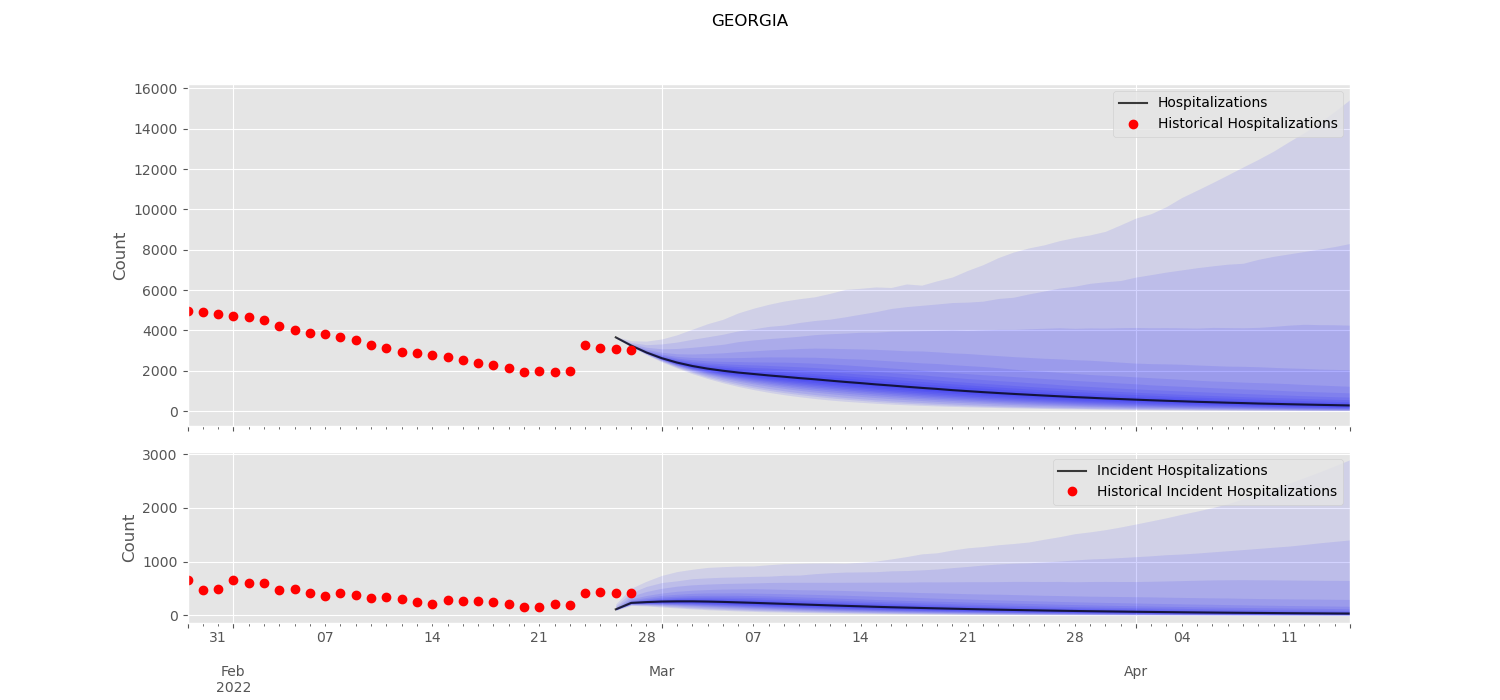 GEORGIA
16000
14000
12000
10000
8000
6000
4000
2000
0
Count
Hospitalizations
Historical Hospitalizations
3000
2000
1000
0
Count
Incident Hospitalizations
Historical Incident Hospitalizations
31 07 14 21 28 07 14 21 28 04 11
Feb Mar Apr
2022